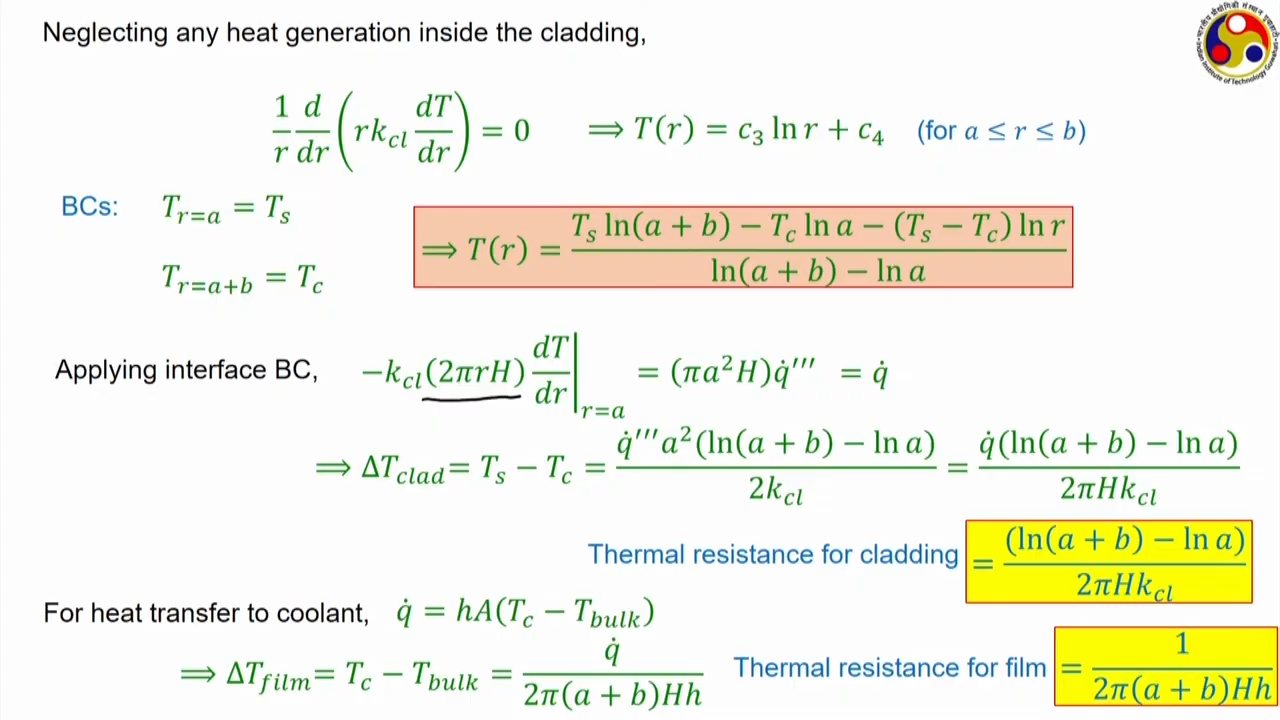 Neglecting any heat generation inside the cladding,
1/r d/dr (r k_cl dT/dr) = 0 ⟹ T(r) = c₃ ln r + c₄ (for a ≤ r ≤ b)
BCs: T_{r=a} = T_s
⟹ T(r) = (T_s ln(a + b) − T_c ln a − (T_s − T_c) ln r) / (ln(a + b) − ln a)
T_{r=a+b} = T_c
Applying interface BC, −k_cl(2πrH) dT/dr |_{r=a} = (πa²H)q̇′′′ = q̇
⟹ ΔT_clad = T_s − T_c = q̇′′′a²(ln(a + b) − ln a) / 2k_cl = q̇(ln(a + b) − ln a) / 2πHk_cl
Thermal resistance for cladding = (ln(a + b) − ln a) / 2πHk_cl
For heat transfer to coolant, q̇ = hA(T_c − T_bulk)
⟹ ΔT_film = T_c − T_bulk = q̇ / 2π(a + b)Hh Thermal resistance for film = 1 / 2π(a + b)Hh